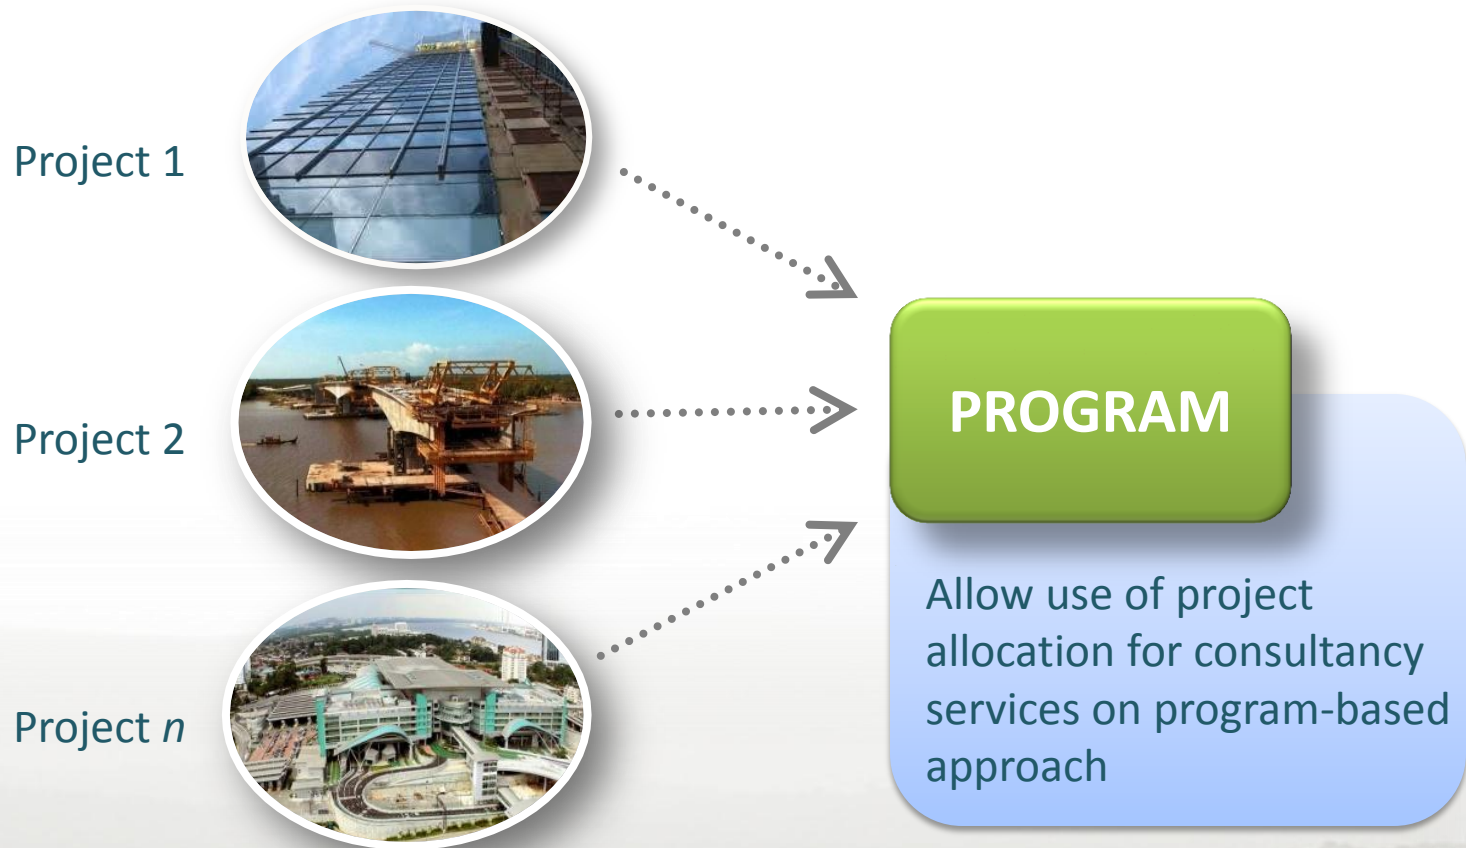 Project 1
Project 2
Project n
PROGRAM
Allow use of project
allocation for consultancy
services on program-based
approach